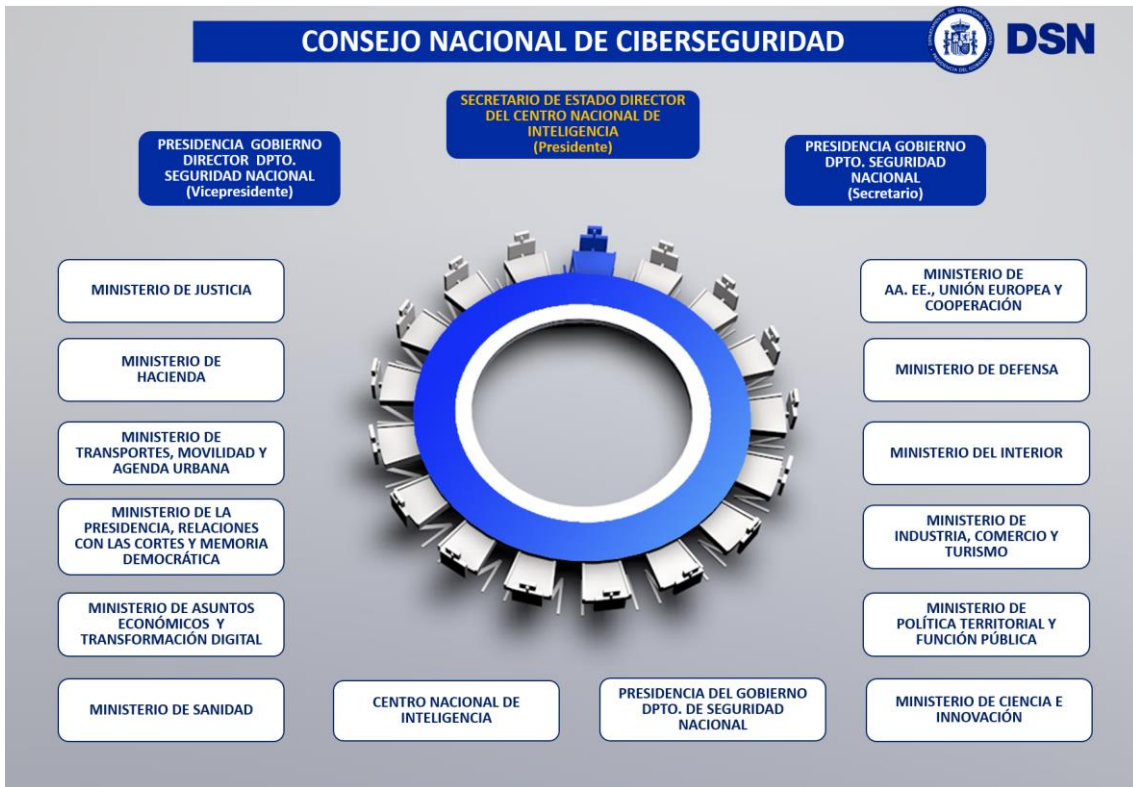 CONSEJO NACIONAL DE CIBERSEGURIDAD
DSN
SECRETARIO DE ESTADO DIRECTOR
DEL CENTRO NACIONAL DE
INTELIGENCIA
(Presidente)
PRESIDENCIA GOBIERNO
DIRECTOR DPTO.
SEGURIDAD NACIONAL
(Vicepresidente)
PRESIDENCIA GOBIERNO
DPTO. SEGURIDAD
NACIONAL
(Secretario)
MINISTERIO DE JUSTICIA
MINISTERIO DE
HACIENDA
MINISTERIO DE
TRANSPORTES, MOVILIDAD Y
AGENDA URBANA
MINISTERIO DE LA
PRESIDENCIA, RELACIONES
CON LAS CORTES Y MEMORIA
DEMOCRÁTICA
MINISTERIO DE ASUNTOS
ECONÓMICOS Y
TRANSFORMACIÓN DIGITAL
MINISTERIO DE SANIDAD
CENTRO NACIONAL DE
INTELIGENCIA
PRESIDENCIA DEL GOBIERNO
DPTO. DE SEGURIDAD
NACIONAL
MINISTERIO DE
AA. EE., UNIÓN EUROPEA Y
COOPERACIÓN
MINISTERIO DE DEFENSA
MINISTERIO DEL INTERIOR
MINISTERIO DE
INDUSTRIA, COMERCIO Y
TURISMO
MINISTERIO DE
POLÍTICA TERRITORIAL Y
FUNCIÓN PÚBLICA
MINISTERIO DE CIENCIA E
INNOVACIÓN